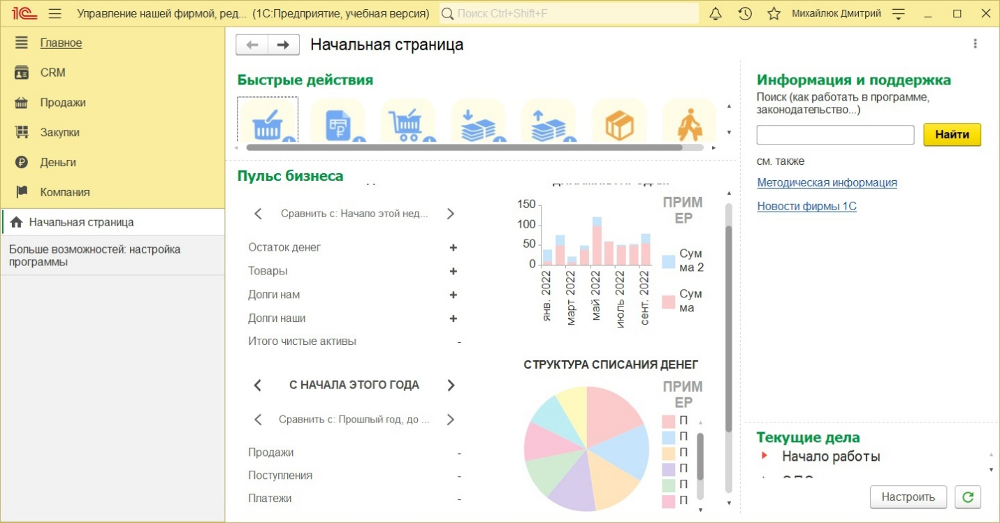 1С Управление нашей фирмой, ред... (1С:Предприятие, учебная версия) Поиск Ctrl+Shift+F Михайлюк Дмитрий
Главное
CRM
Продажи
Закупки
Деньги
Компания
Начальная страница
Больше возможностей: настройка
программы
Начальная страница
Быстрые действия
Пульс бизнеса
Сравнить с: Начало этой нед...
Остаток денег +
Товары +
Долги нам +
Долги наши +
Итого чистые активы -
С НАЧАЛА ЭТОГО ГОДА
Сравнить с: Прошлый год, до ...
Продажи -
Поступления -
Платежи -
150
100
50
0
янв. 2022
март 2022
май 2022
июль 2022
сент. 2022
ПРИМ
ЕР
Сум
ма 2
Сум
ма
СТРУКТУРА СПИСАНИЯ ДЕНЕГ
ПРИМ
ЕР
П
П
П
П
П
П
Информация и поддержка
Поиск (как работать в программе,
законодательство...)
Найти
см. также
Методическая информация
Новости фирмы 1С
Текущие дела
Начало работы
Настроить